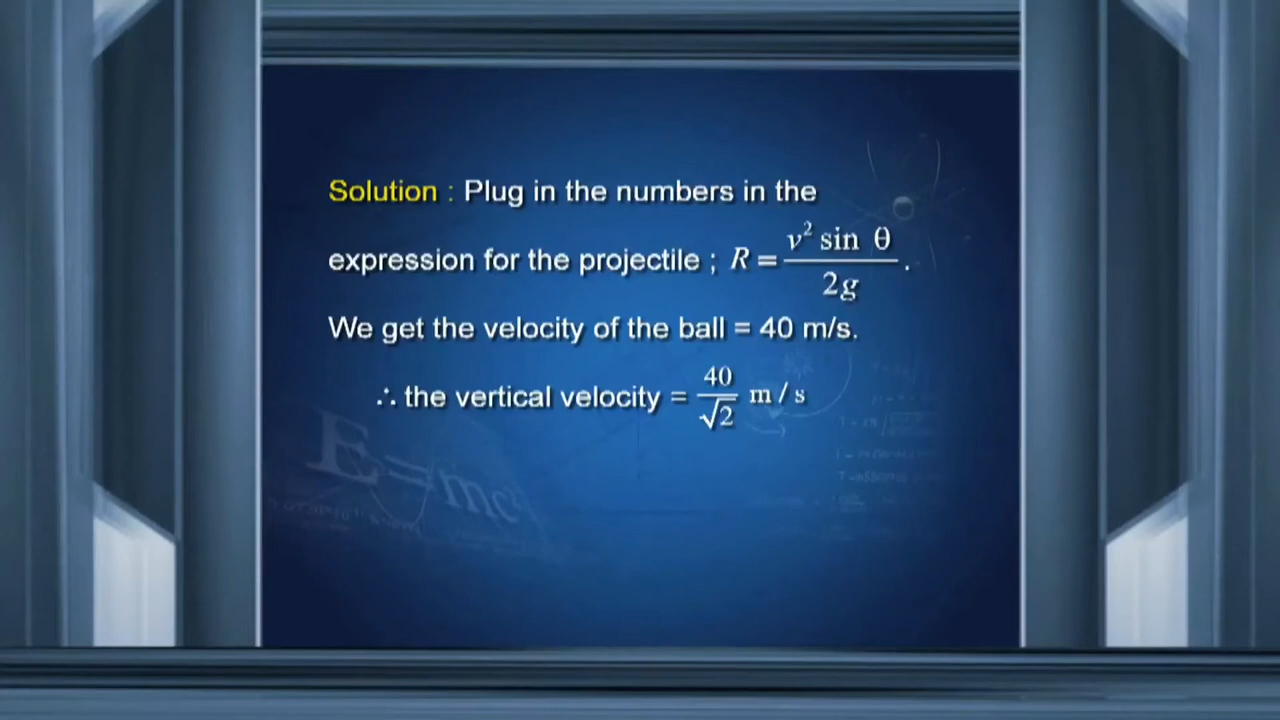 Solution : Plug in the numbers in the
expression for the projectile ; R = v² sin θ / 2g .
We get the velocity of the ball = 40 m/s.
∴ the vertical velocity = 40/√2 m / s
E=mc²